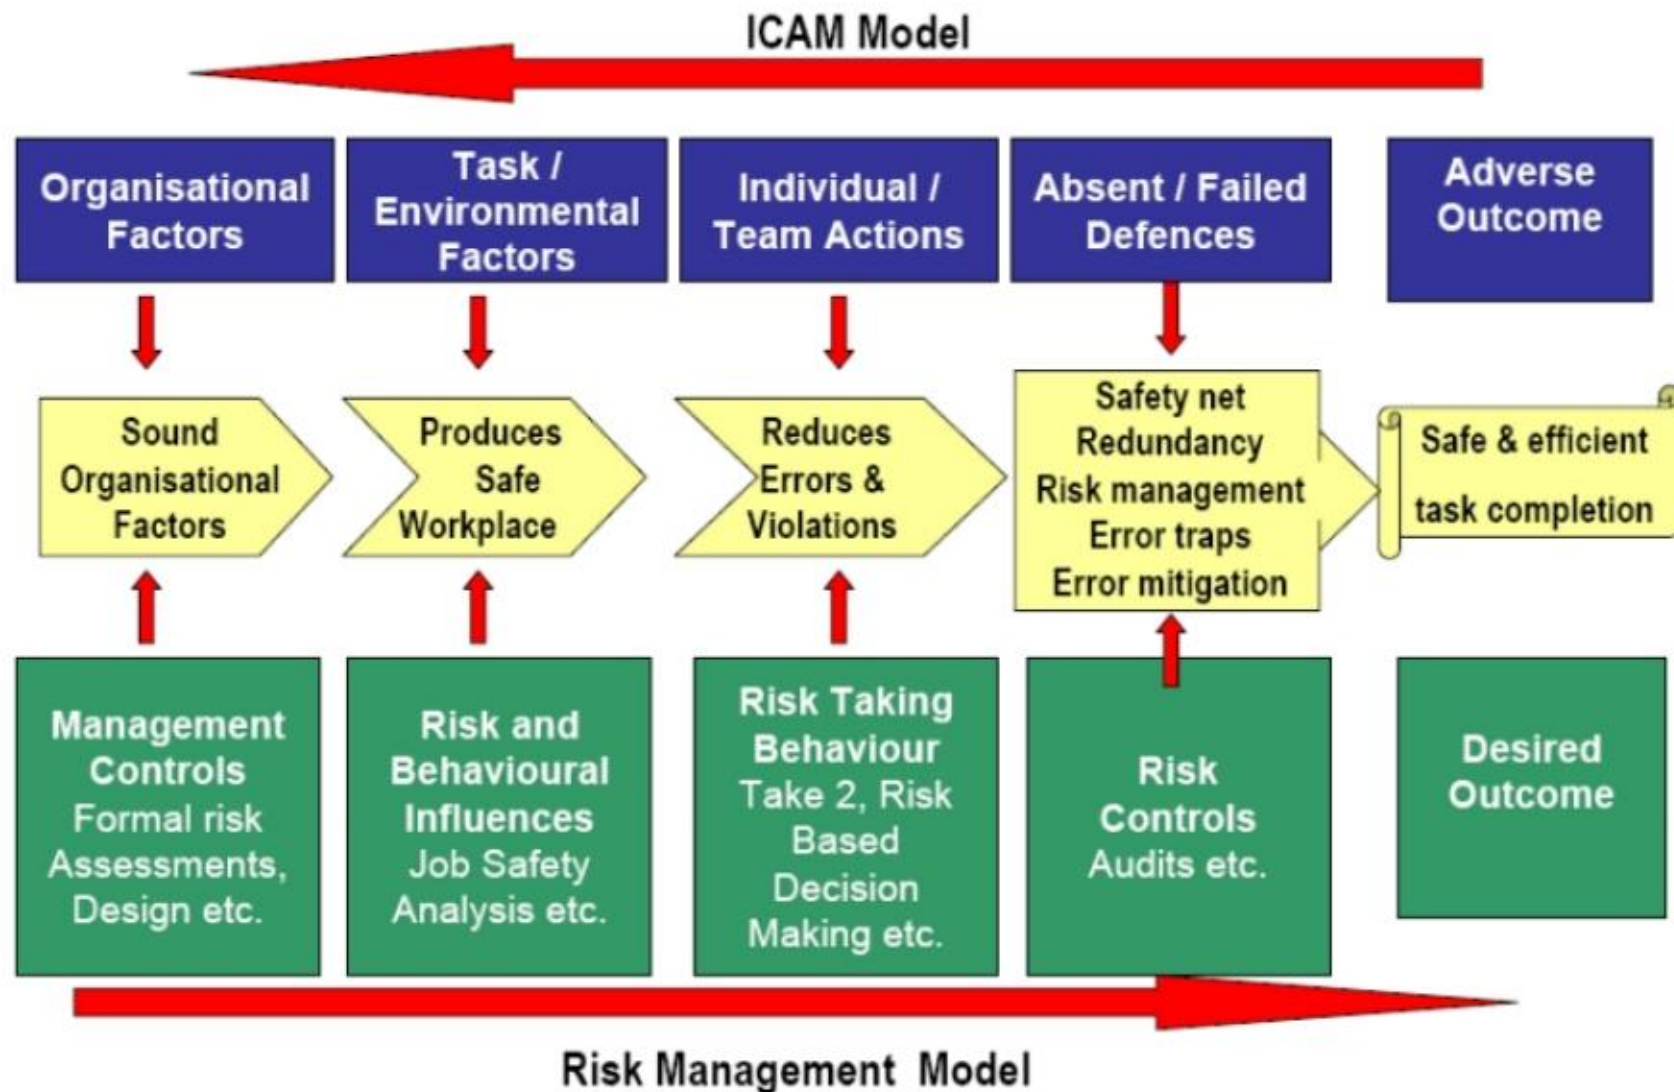 ICAM Model
Organisational
Factors
Task /
Environmental
Factors
Individual /
Team Actions
Absent / Failed
Defences
Adverse
Outcome
Sound
Organisational
Factors
Produces
Safe
Workplace
Reduces
Errors &
Violations
Safety net
Redundancy
Risk management
Error traps
Error mitigation
Safe & efficient
task completion
Management
Controls
Formal risk
Assessments,
Design etc.
Risk and
Behavioural
Influences
Job Safety
Analysis etc.
Risk Taking
Behaviour
Take 2, Risk
Based
Decision
Making etc.
Risk
Controls
Audits etc.
Desired
Outcome
Risk Management Model